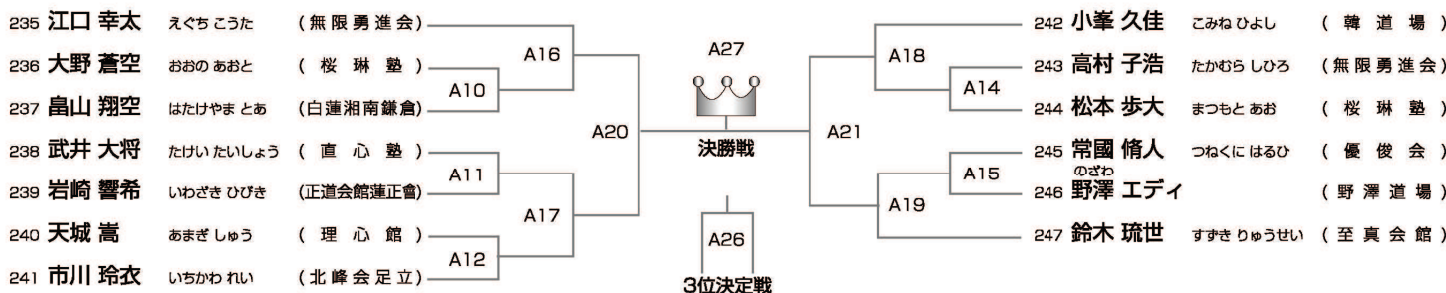 235 江口 幸太 えぐち こうた (無限勇進会)
236 大野 蒼空 おおの あおと (桜琳塾)
237 畠山 翔空 はたけやま とあ (白蓮湘南鎌倉)
238 武井 大将 たけい たいしょう (直心塾)
239 岩崎 響希 いわざき ひびき (正道会館蓮正會)
240 天城 嵩 あまぎ しゅう (理心館)
241 市川 玲衣 いちかわ れい (北峰会足立)
A16
A10
A20
A11
A17
A12
A27
決勝戦
A26
3位決定戦
A18
A14
A21
A15
A19
242 小峯 久佳 こみね ひよし (韓道場)
243 高村 子浩 たかむら しひろ (無限勇進会)
244 松本 歩大 まつもと あお (桜琳塾)
245 常國 脩人 つねくに はるひ (優俊会)
のざわ
246 野澤 エディ (野澤道場)
247 鈴木 琉世 すずき りゅうせい (至真会館)